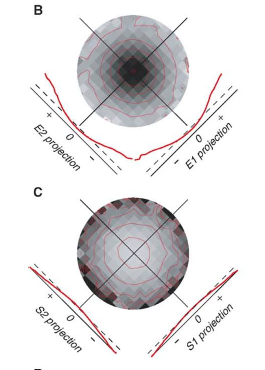 B
+
0
-
E2 projection
-
0
+
E1 projection
C
+
0
-
S2 projection
-
0
+
S1 projection